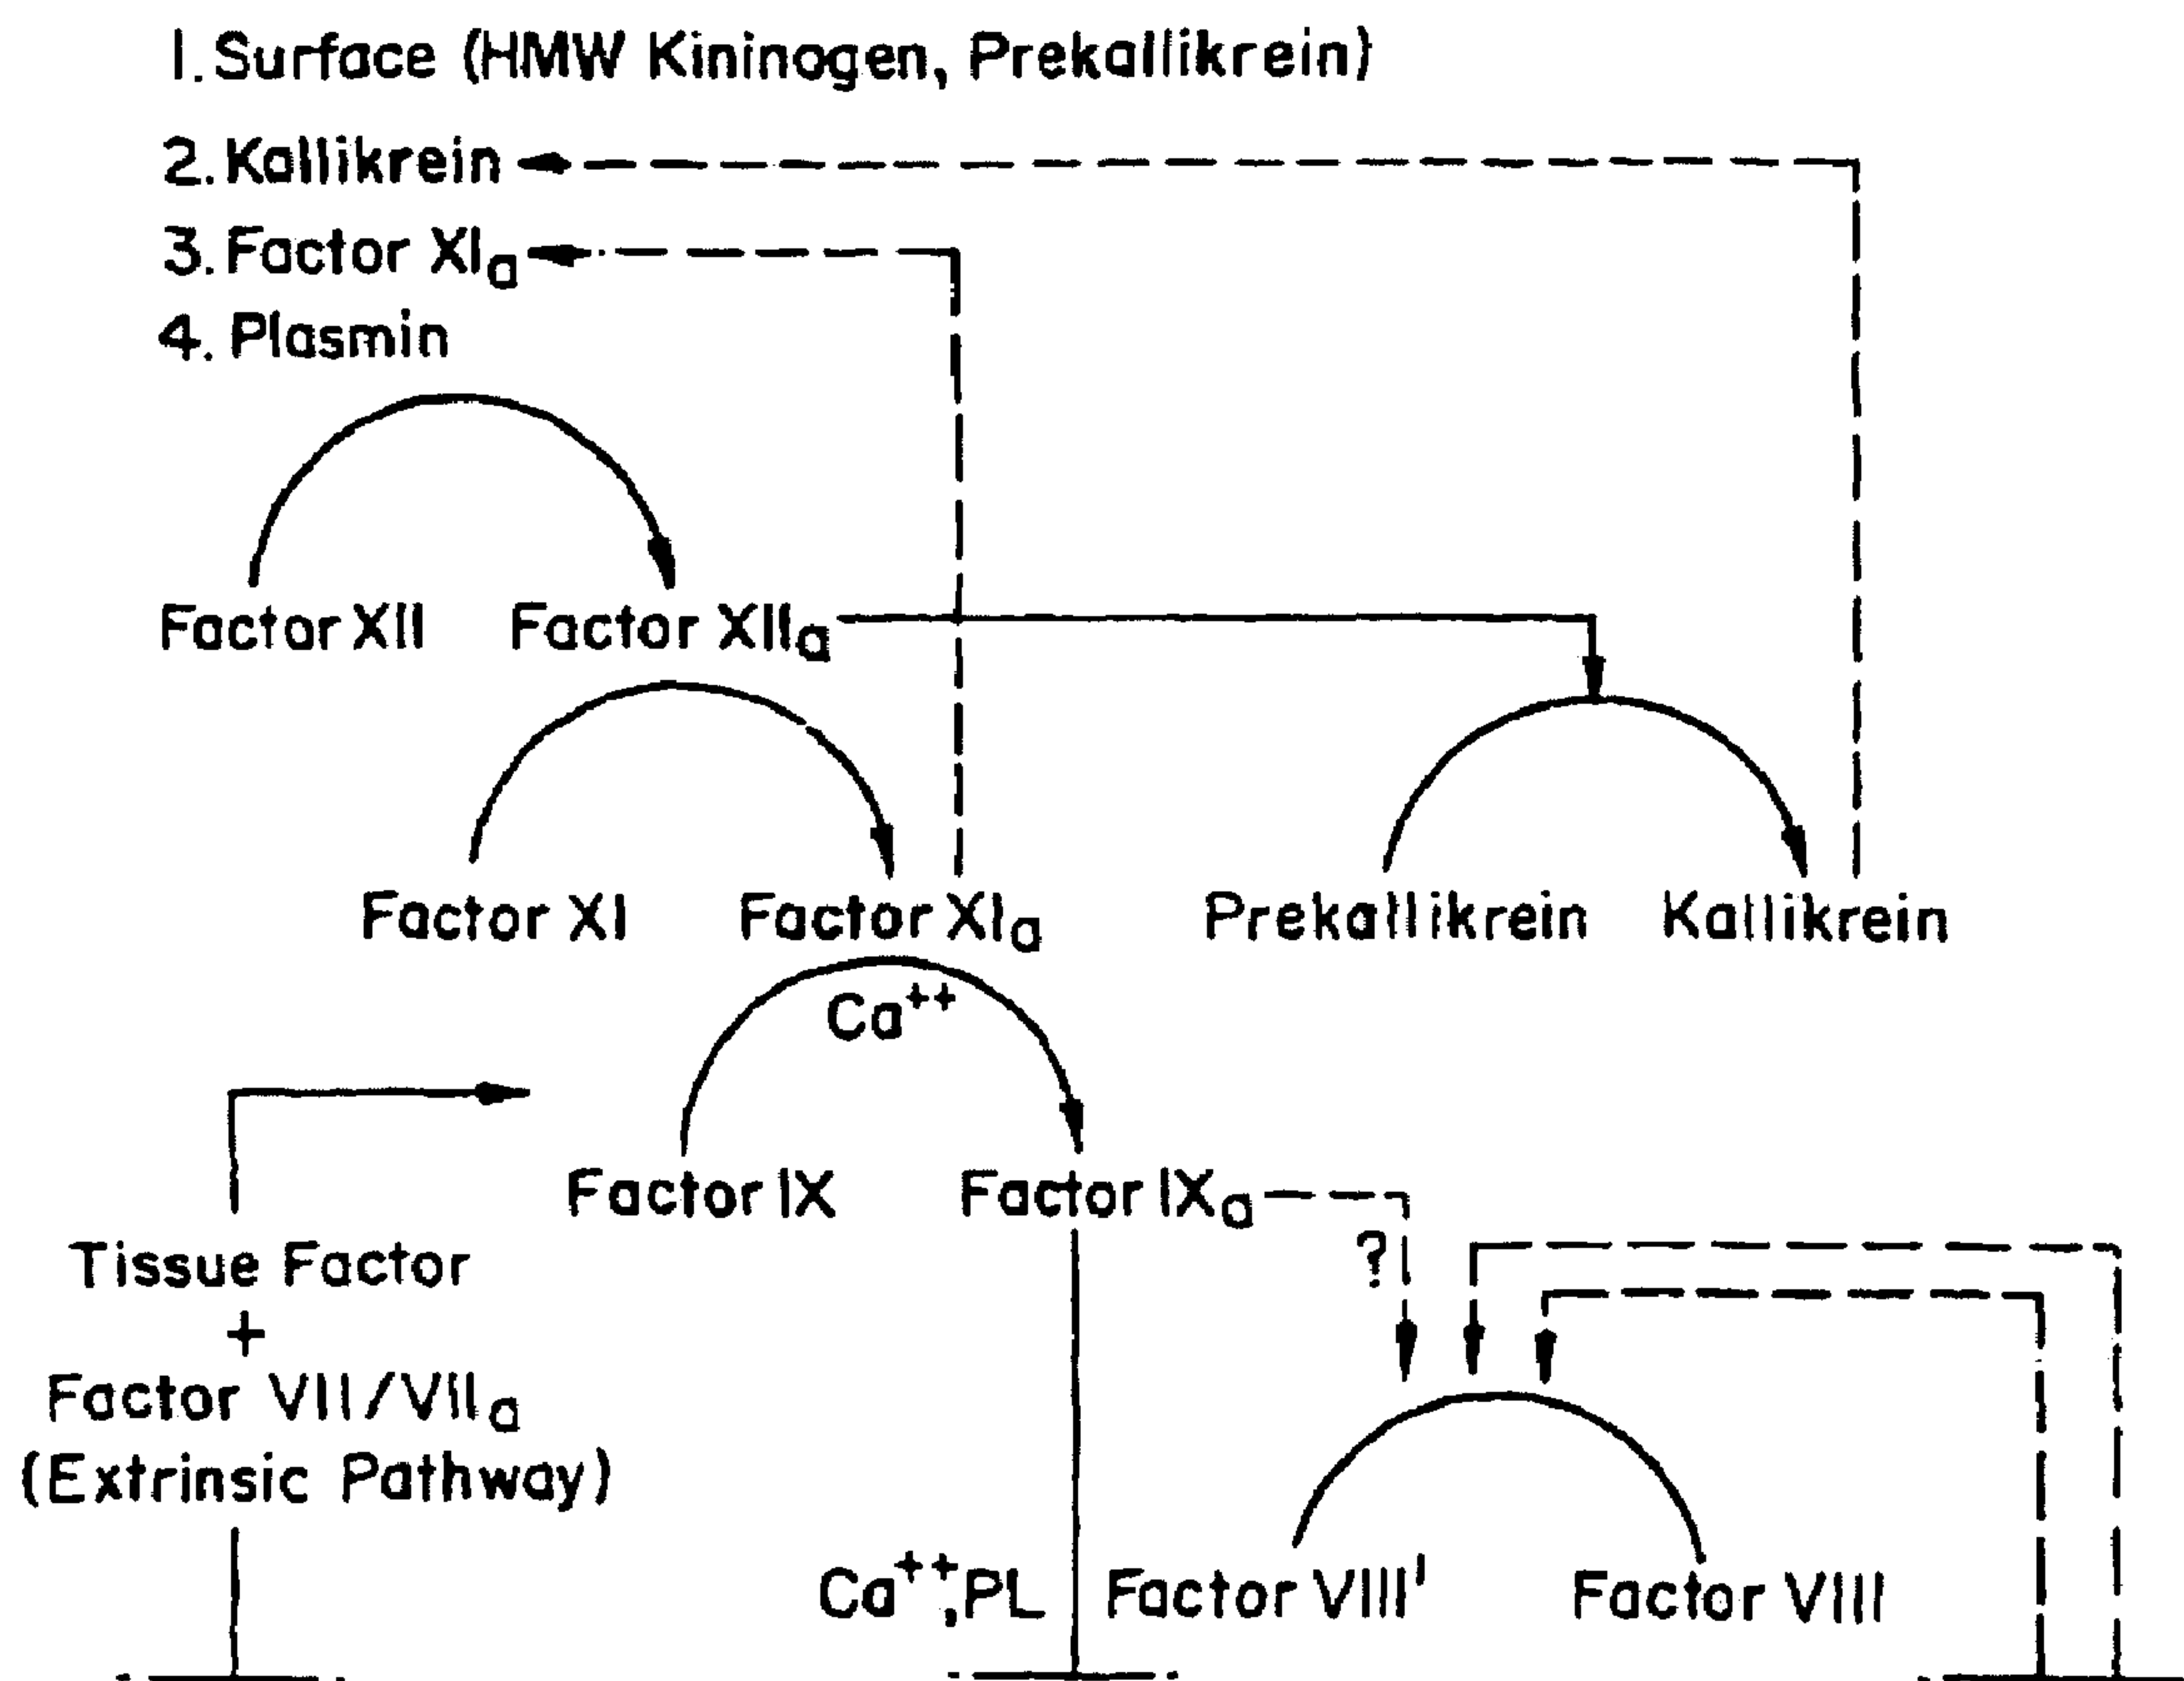 1. Surface (HMW Kininogen, Prekallikrein)
2. Kallikrein
3. Factor XIa
4. Plasmin
Factor XII Factor XIIa
Factor XI Factor XIa Prekallikrein Kallikrein
Ca++
Factor IX Factor IXa
?
Tissue Factor
+
Factor VII/VIIa
(Extrinsic Pathway)
Ca++,PL Factor VIII' Factor VIII